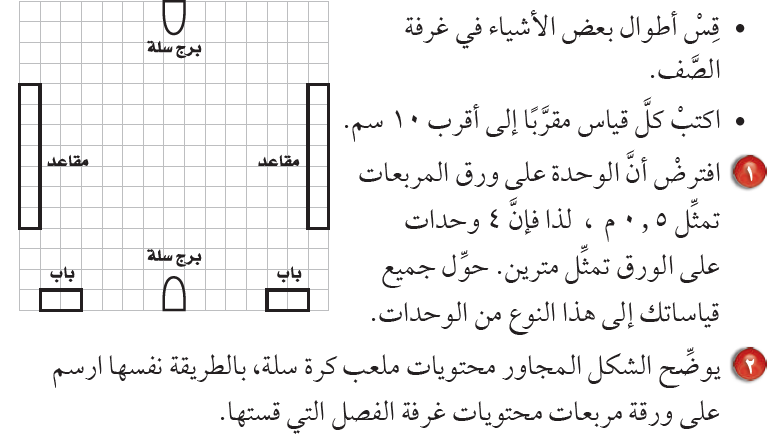 • قِسْ أطوال بعض الأشياء في غرفة
الصَّف.
• اكتبْ كلَّ قياس مقرَّبًا إلى أقرب ١٠ سم.
١ افترضْ أنَّ الوحدة على ورق المربعات
تمثِّل ٠,٥ م ، لذا فإنَّ ٤ وحدات
على الورق تمثِّل مترين. حوِّل جميع
قياساتك إلى هذا النوع من الوحدات.
٢ يوضِّح الشكل المجاور محتويات ملعب كرة سلة، بالطريقة نفسها ارسم
على ورقة مربعات محتويات غرفة الفصل التي قستها.
برج سلة
مقاعد
مقاعد
برج سلة
باب
باب